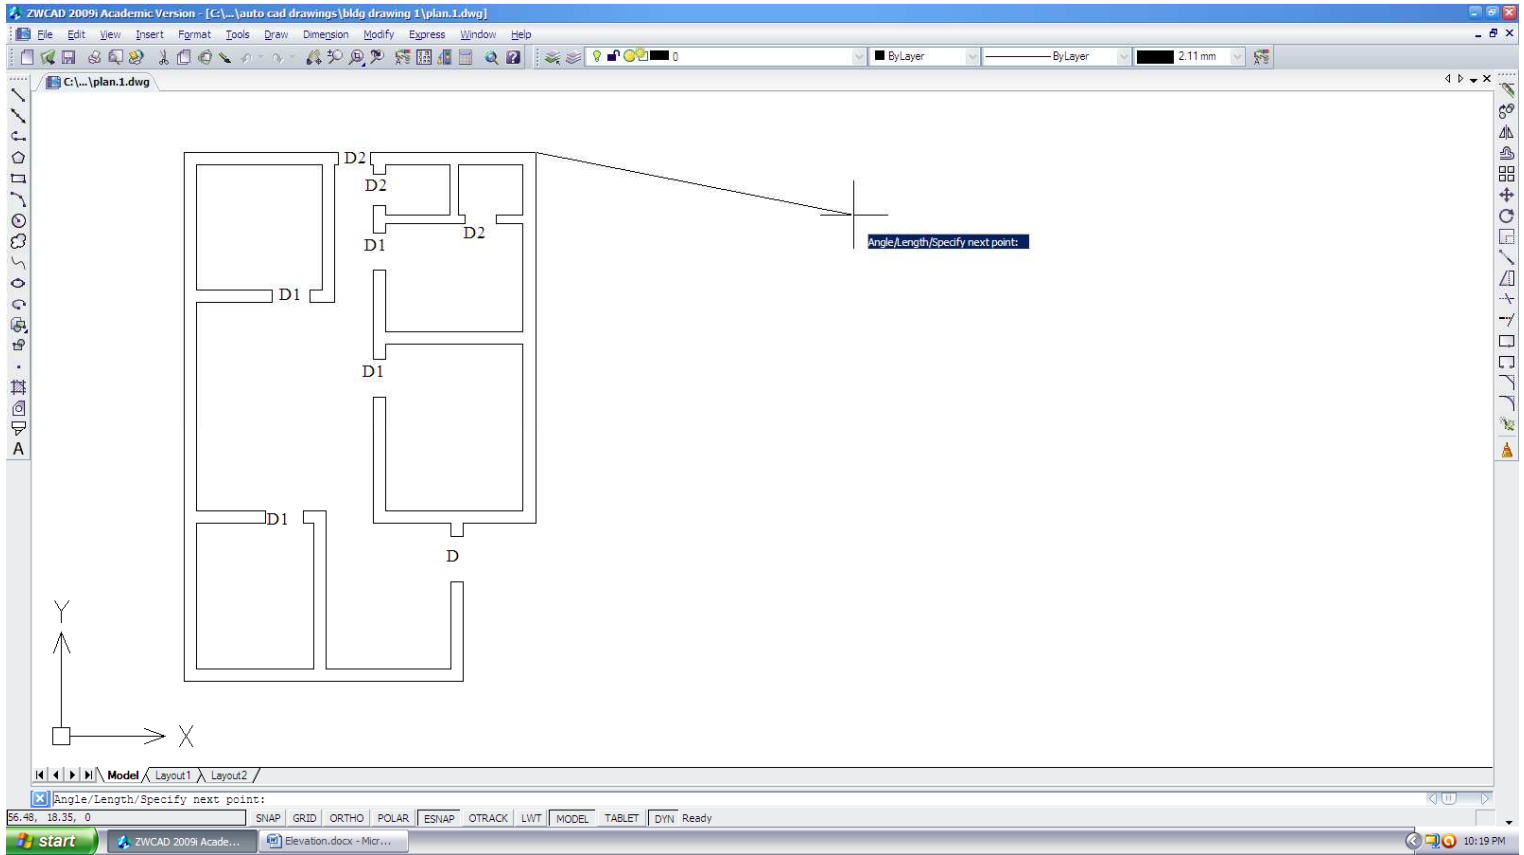 ZWCAD 2009i Academic Version - [C:\...\auto cad drawings\bldg drawing 1\plan.1.dwg]
File Edit View Insert Format Tools Draw Dimension Modify Express Window Help
0 ByLayer ByLayer 2.11 mm
C:\...\plan.1.dwg
D2
D2
D2
D1
D1
D1
D1
D
Angle/Length/Specify next point:
A
Y
X
Model Layout1 Layout2
Angle/Length/Specify next point:
56.48, 18.35, 0 SNAP GRID ORTHO POLAR ESNAP OTRACK LWT MODEL TABLET DYN Ready
start ZWCAD 2009i Acade... Elevation.docx - Micr... 10:19 PM